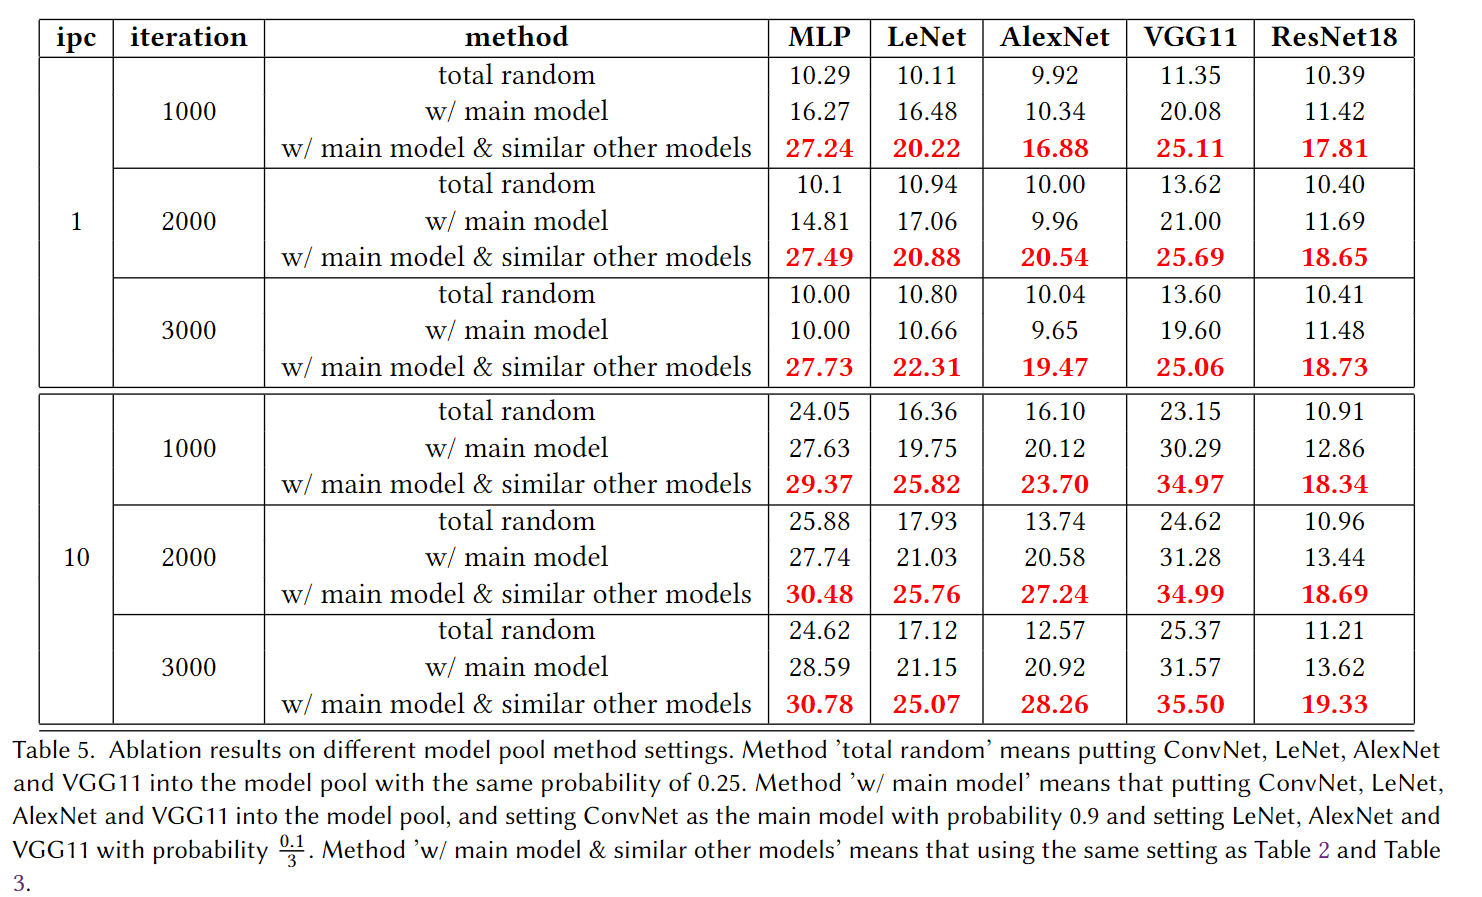 ipc iteration method MLP LeNet AlexNet VGG11 ResNet18
total random 10.29 10.11 9.92 11.35 10.39
1000 w/ main model 16.27 16.48 10.34 20.08 11.42
w/ main model & similar other models 27.24 20.22 16.88 25.11 17.81
total random 10.1 10.94 10.00 13.62 10.40
1 2000 w/ main model 14.81 17.06 9.96 21.00 11.69
w/ main model & similar other models 27.49 20.88 20.54 25.69 18.65
total random 10.00 10.80 10.04 13.60 10.41
3000 w/ main model 10.00 10.66 9.65 19.60 11.48
w/ main model & similar other models 27.73 22.31 19.47 25.06 18.73
total random 24.05 16.36 16.10 23.15 10.91
1000 w/ main model 27.63 19.75 20.12 30.29 12.86
w/ main model & similar other models 29.37 25.82 23.70 34.97 18.34
total random 25.88 17.93 13.74 24.62 10.96
10 2000 w/ main model 27.74 21.03 20.58 31.28 13.44
w/ main model & similar other models 30.48 25.76 27.24 34.99 18.69
total random 24.62 17.12 12.57 25.37 11.21
3000 w/ main model 28.59 21.15 20.92 31.57 13.62
w/ main model & similar other models 30.78 25.07 28.26 35.50 19.33
Table 5. Ablation results on different model pool method settings. Method ’total random’ means putting ConvNet, LeNet, AlexNet
and VGG11 into the model pool with the same probability of 0.25. Method ’w/ main model’ means that putting ConvNet, LeNet,
AlexNet and VGG11 into the model pool, and setting ConvNet as the main model with probability 0.9 and setting LeNet, AlexNet and
VGG11 with probability 0.1/3. Method ’w/ main model & similar other models’ means that using the same setting as Table 2 and Table
3.